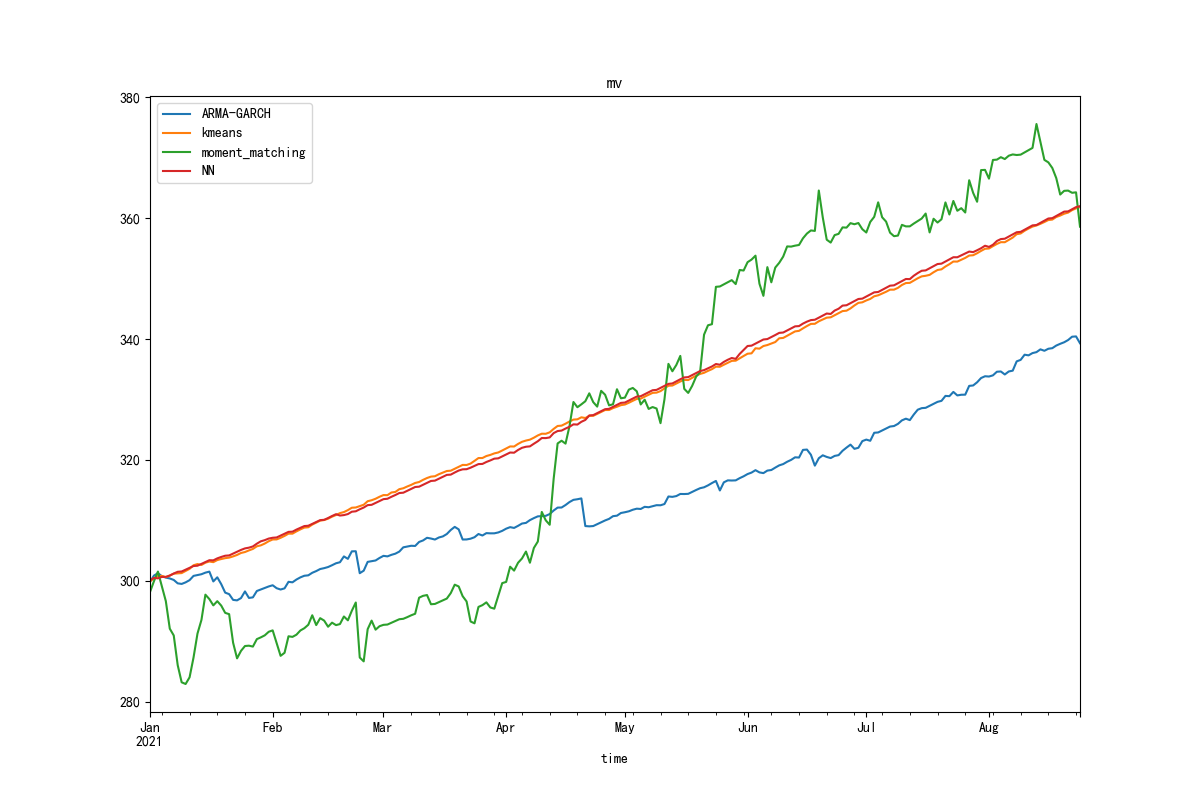 mv
ARMA-GARCH
kmeans
moment_matching
NN
380
360
340
320
300
280
Jan
2021
Feb
Mar
Apr
May
Jun
Jul
Aug
time